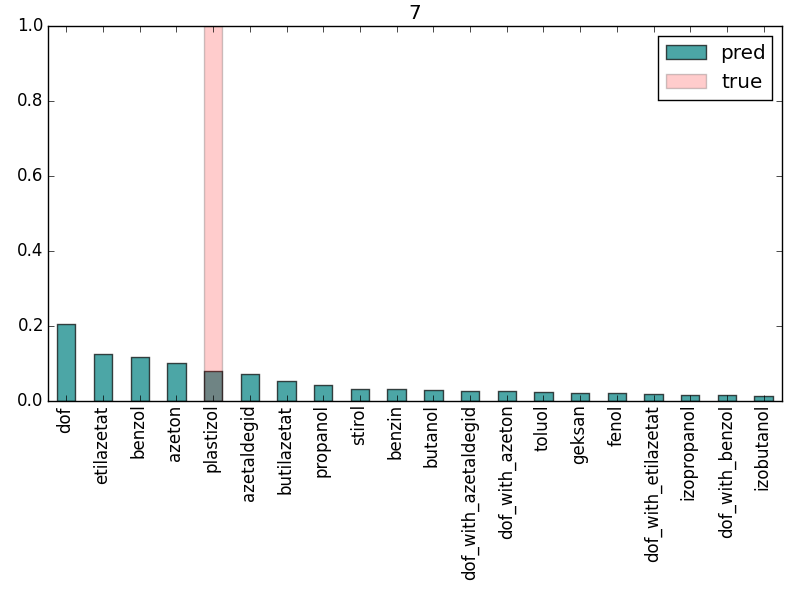 7
1.0
0.8
0.6
0.4
0.2
0.0
pred
true
dof
etilazetat
benzol
azeton
plastizol
azetaldegid
butilazetat
propanol
stirol
benzin
butanol
dof_with_azetaldegid
dof_with_azeton
toluol
geksan
fenol
dof_with_etilazetat
izopropanol
dof_with_benzol
izobutanol